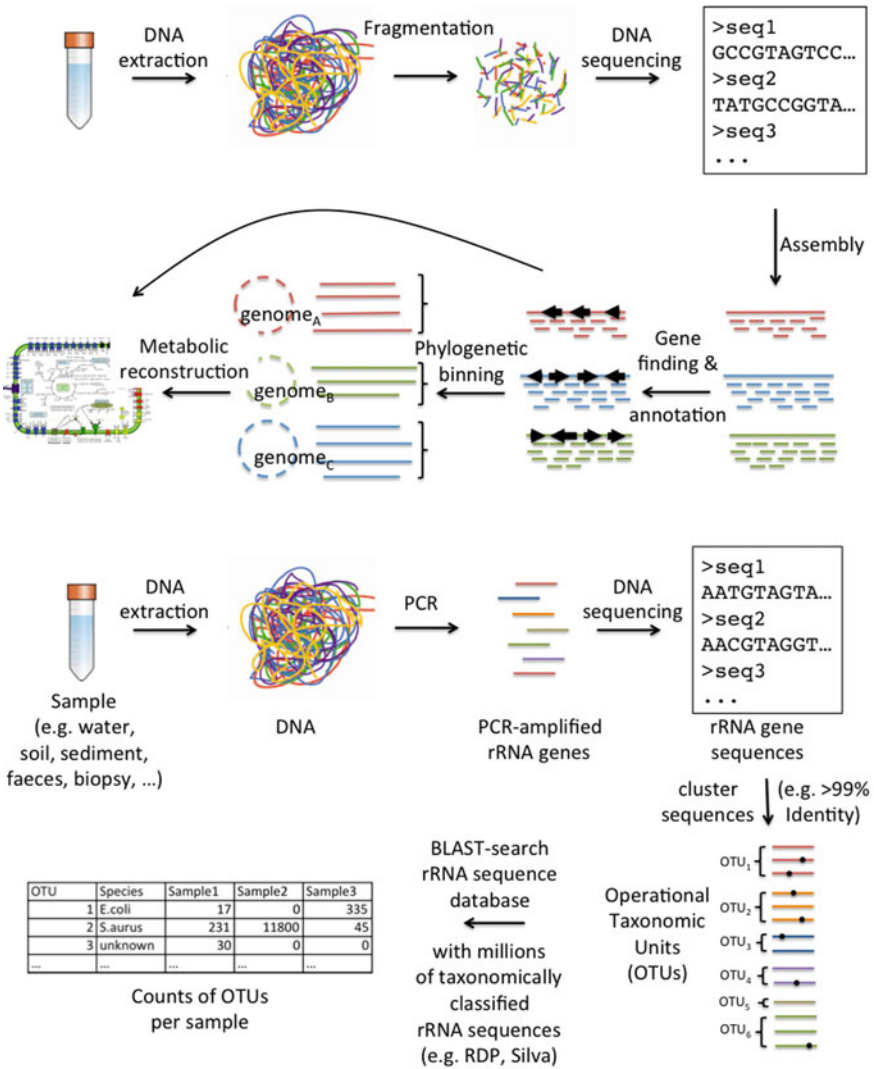 DNA
extraction
Fragmentation
DNA
sequencing
>seq1
GCCGTAGTCC…
>seq2
TATGCCGGTA…
>seq3
...
Assembly
Gene
finding &
annotation
Phylogenetic
binning
genomeA
genomeB
genomeC
Metabolic
reconstruction
DNA
extraction
PCR
DNA
sequencing
>seq1
AATGTAGTA…
>seq2
AACGTAGGT…
>seq3
...
Sample
(e.g. water,
soil, sediment,
faeces, biopsy, …)
DNA
PCR-amplified
rRNA genes
rRNA gene
sequences
cluster
sequences
(e.g. >99%
Identity)
OTU1
OTU2
OTU3
OTU4
OTU5
OTU6
Operational
Taxonomic
Units
(OTUs)
BLAST-search
rRNA sequence
database
with millions
of taxonomically
classified
rRNA sequences
(e.g. RDP, Silva)
OTU Species Sample1 Sample2 Sample3
1 E.coli 17 0 335
2 S.aurus 231 11800 45
3 unknown 30 0 0
... ... ... ... ...
Counts of OTUs
per sample